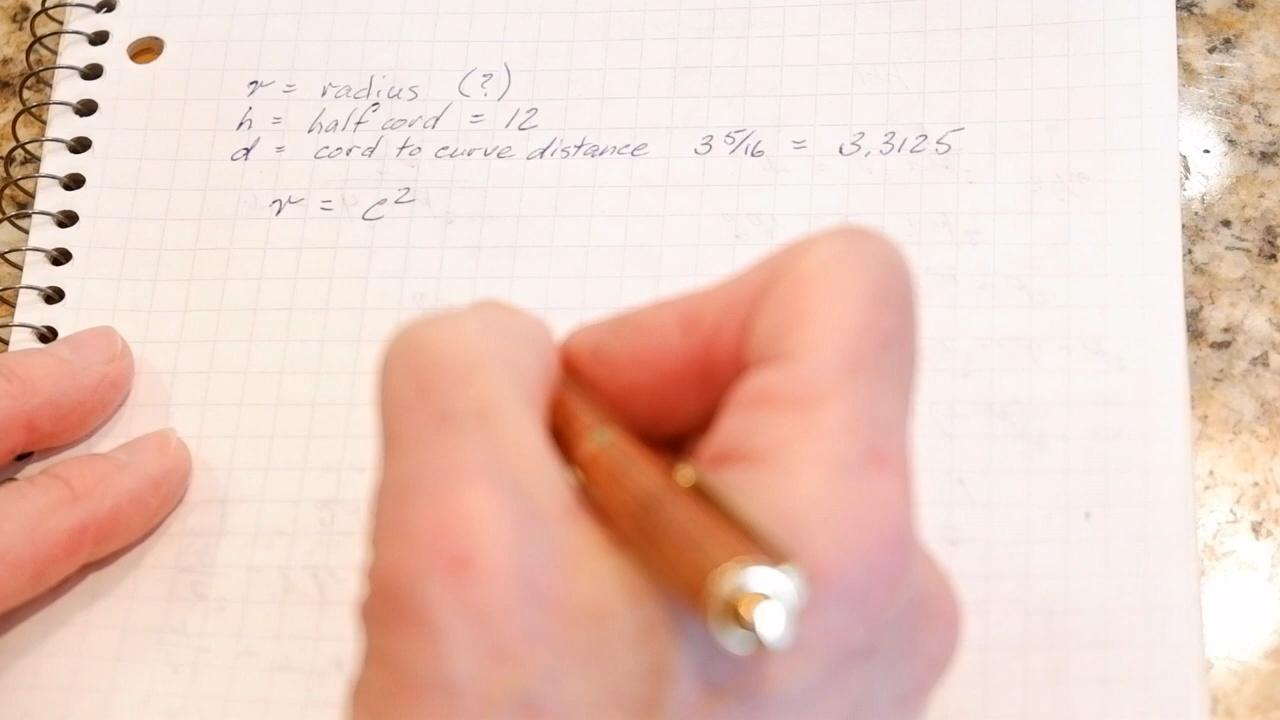 r = radius (?)
h = half cord = 12
d = cord to curve distance 3 5/16 = 3.3125
r = c²